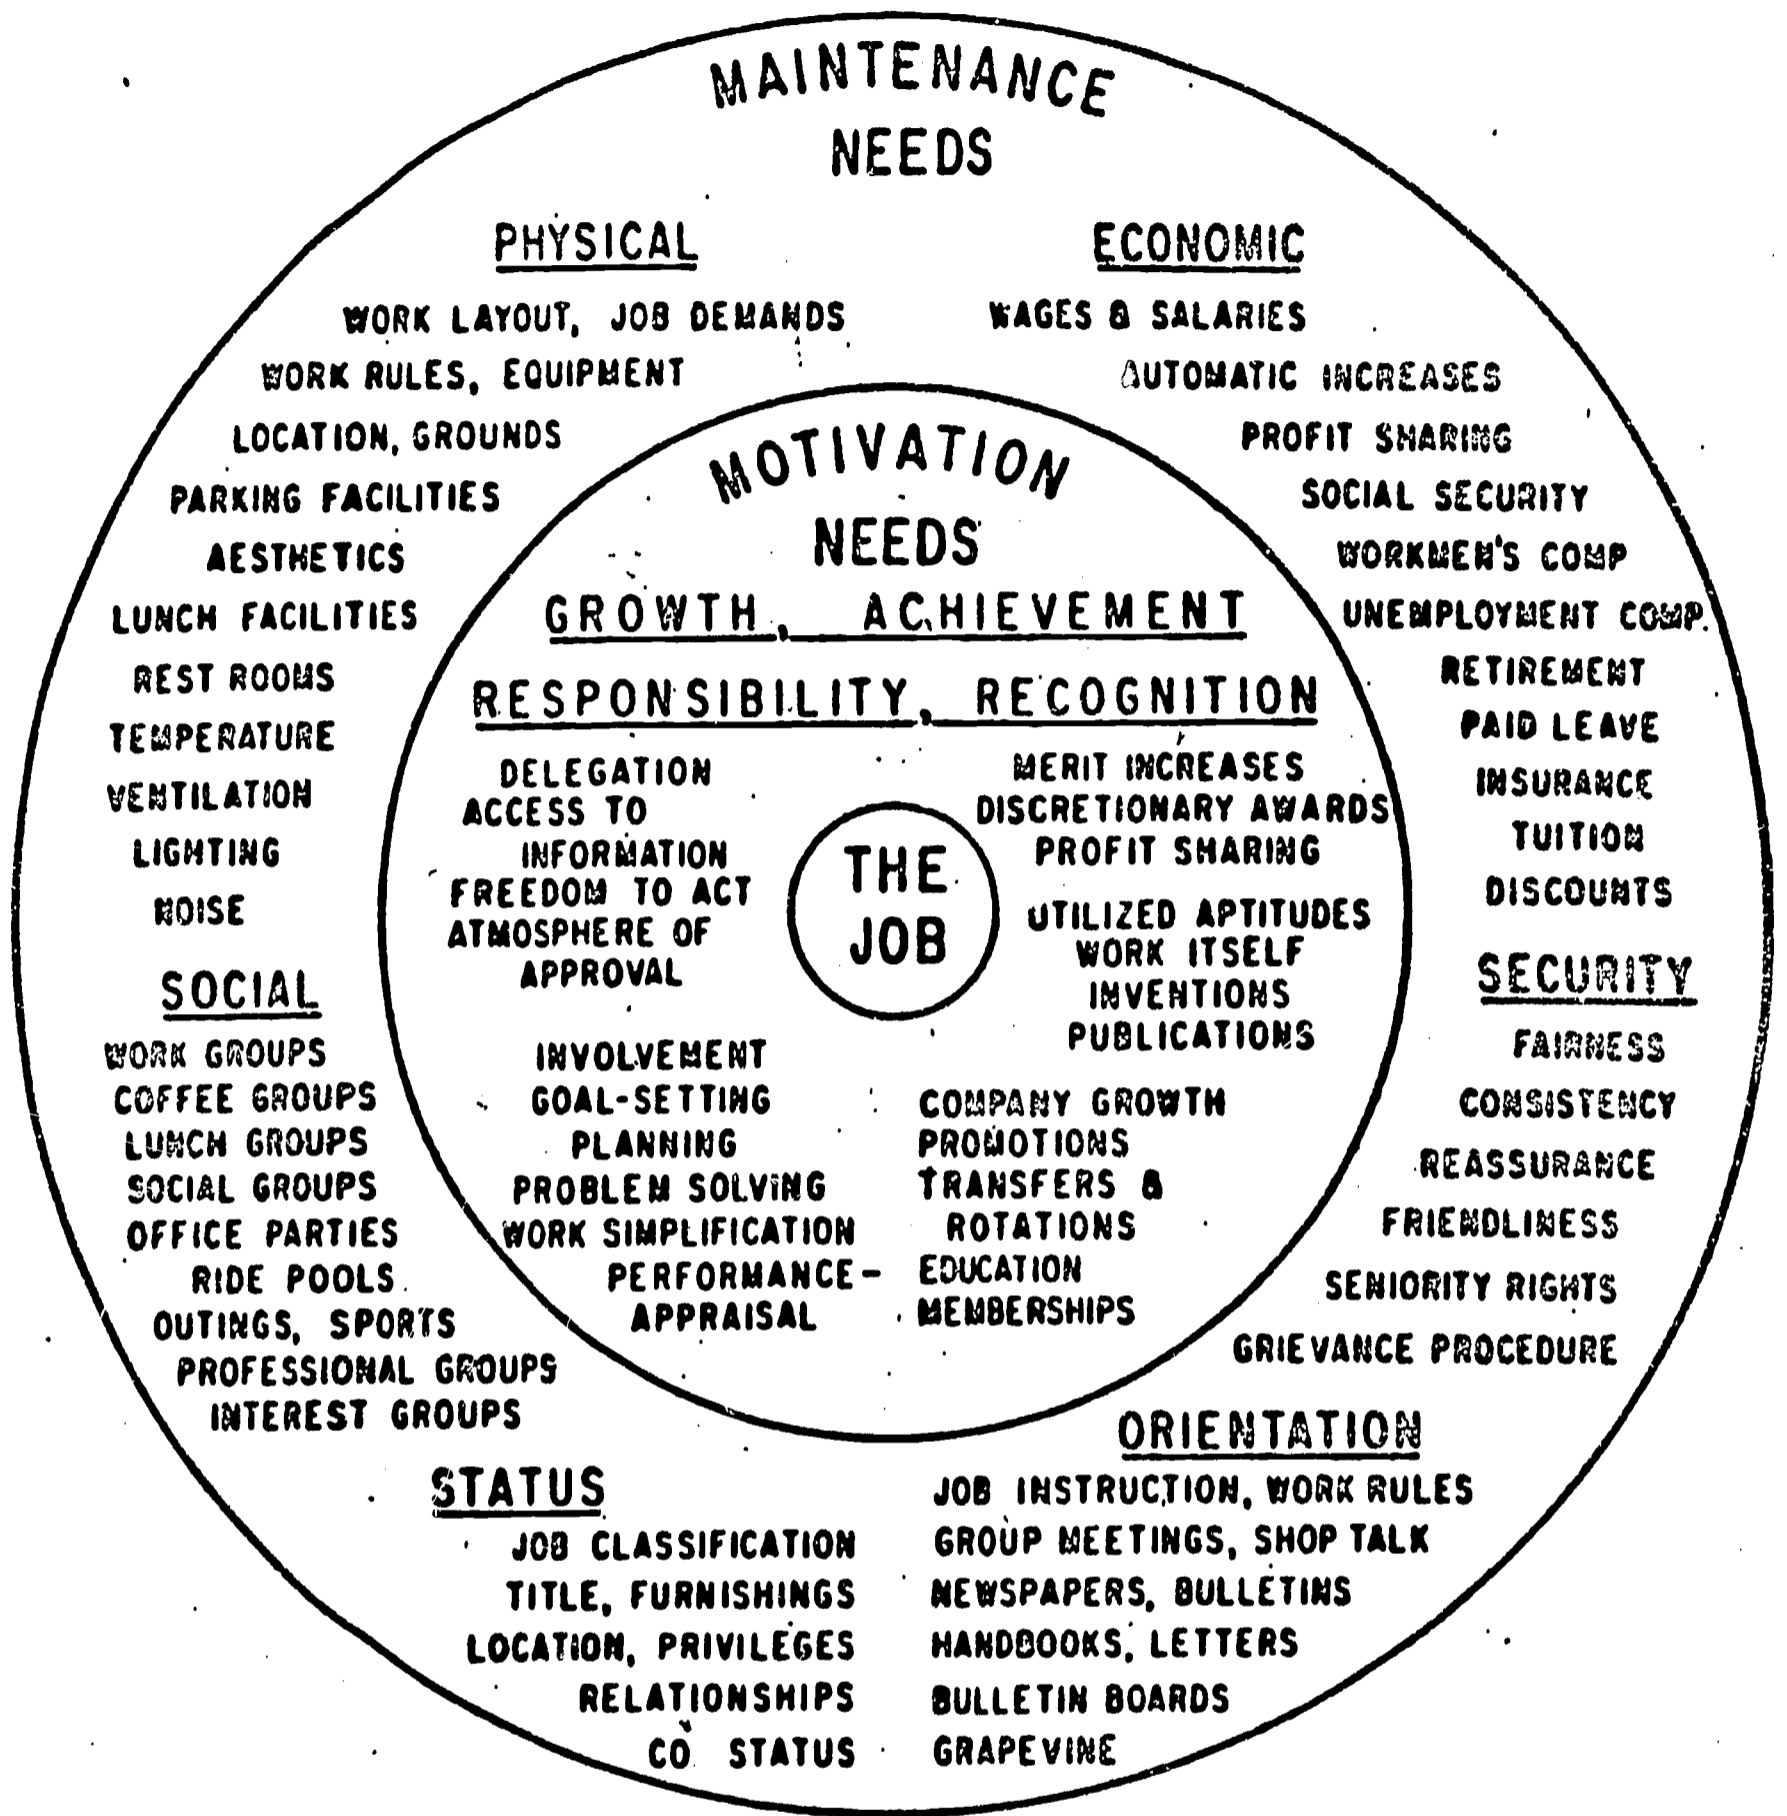 MAINTENANCE
NEEDS
PHYSICAL
WORK LAYOUT, JOB DEMANDS
WORK RULES, EQUIPMENT
LOCATION, GROUNDS
PARKING FACILITIES
AESTHETICS
LUNCH FACILITIES
REST ROOMS
TEMPERATURE
VENTILATION
LIGHTING
NOISE
SOCIAL
WORK GROUPS
COFFEE GROUPS
LUNCH GROUPS
SOCIAL GROUPS
OFFICE PARTIES
RIDE POOLS
OUTINGS, SPORTS
PROFESSIONAL GROUPS
INTEREST GROUPS
STATUS
JOB CLASSIFICATION
TITLE, FURNISHINGS
LOCATION, PRIVILEGES
RELATIONSHIPS
CO STATUS
ECONOMIC
WAGES & SALARIES
AUTOMATIC INCREASES
PROFIT SHARING
SOCIAL SECURITY
WORKMEN'S COMP
UNEMPLOYMENT COMP.
RETIREMENT
PAID LEAVE
INSURANCE
TUITION
DISCOUNTS
SECURITY
FAIRNESS
CONSISTENCY
REASSURANCE
FRIENDLINESS
SENIORITY RIGHTS
GRIEVANCE PROCEDURE
ORIENTATION
JOB INSTRUCTION, WORK RULES
GROUP MEETINGS, SHOP TALK
NEWSPAPERS, BULLETINS
HANDBOOKS, LETTERS
BULLETIN BOARDS
GRAPEVINE
MOTIVATION
NEEDS
GROWTH, ACHIEVEMENT
RESPONSIBILITY, RECOGNITION
DELEGATION
ACCESS TO
INFORMATION
FREEDOM TO ACT
ATMOSPHERE OF
APPROVAL
INVOLVEMENT
GOAL-SETTING
PLANNING
PROBLEM SOLVING
WORK SIMPLIFICATION
PERFORMANCE-
APPRAISAL
MERIT INCREASES
DISCRETIONARY AWARDS
PROFIT SHARING
UTILIZED APTITUDES
WORK ITSELF
INVENTIONS
PUBLICATIONS
COMPANY GROWTH
PROMOTIONS
TRANSFERS &
ROTATIONS
EDUCATION
MEMBERSHIPS
THE
JOB